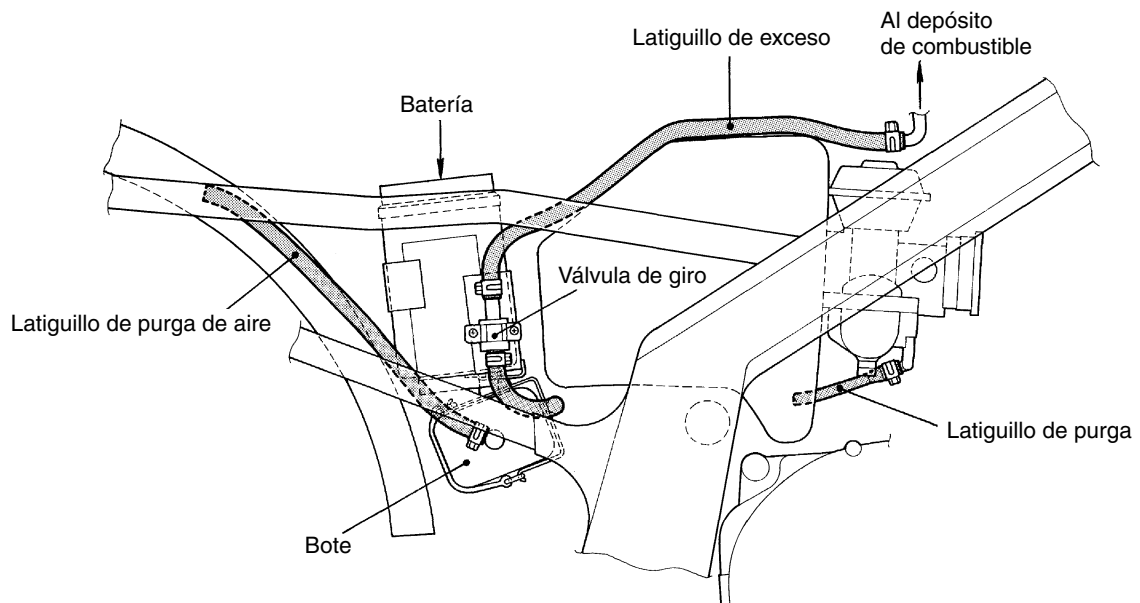 Al depósito
de combustible
Latiguillo de exceso
Batería
Válvula de giro
Latiguillo de purga de aire
Latiguillo de purga
Bote